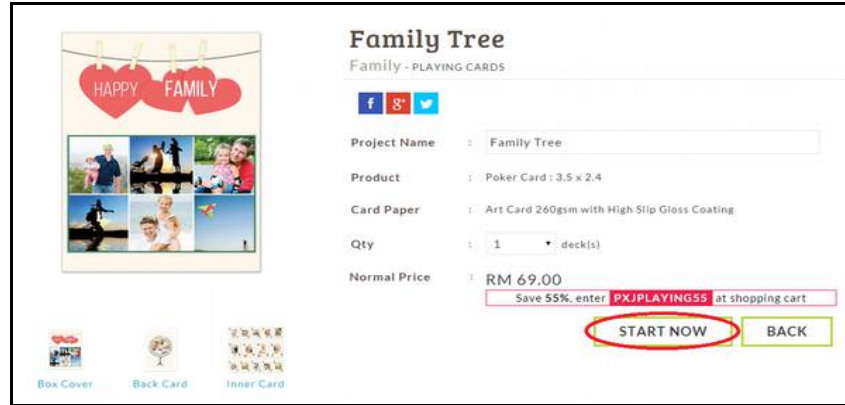 Family Tree
Family - PLAYING CARDS
HAPPY FAMILY
f g+
Project Name : Family Tree
Product : Poker Card : 3.5 x 2.4
Card Paper : Art Card 260gsm with High Slip Gloss Coating
Qty : 1 deck(s)
Normal Price : RM 69.00
Save 55%, enter PXJPLAYING55 at shopping cart
START NOW BACK
Box Cover Back Card Inner Card